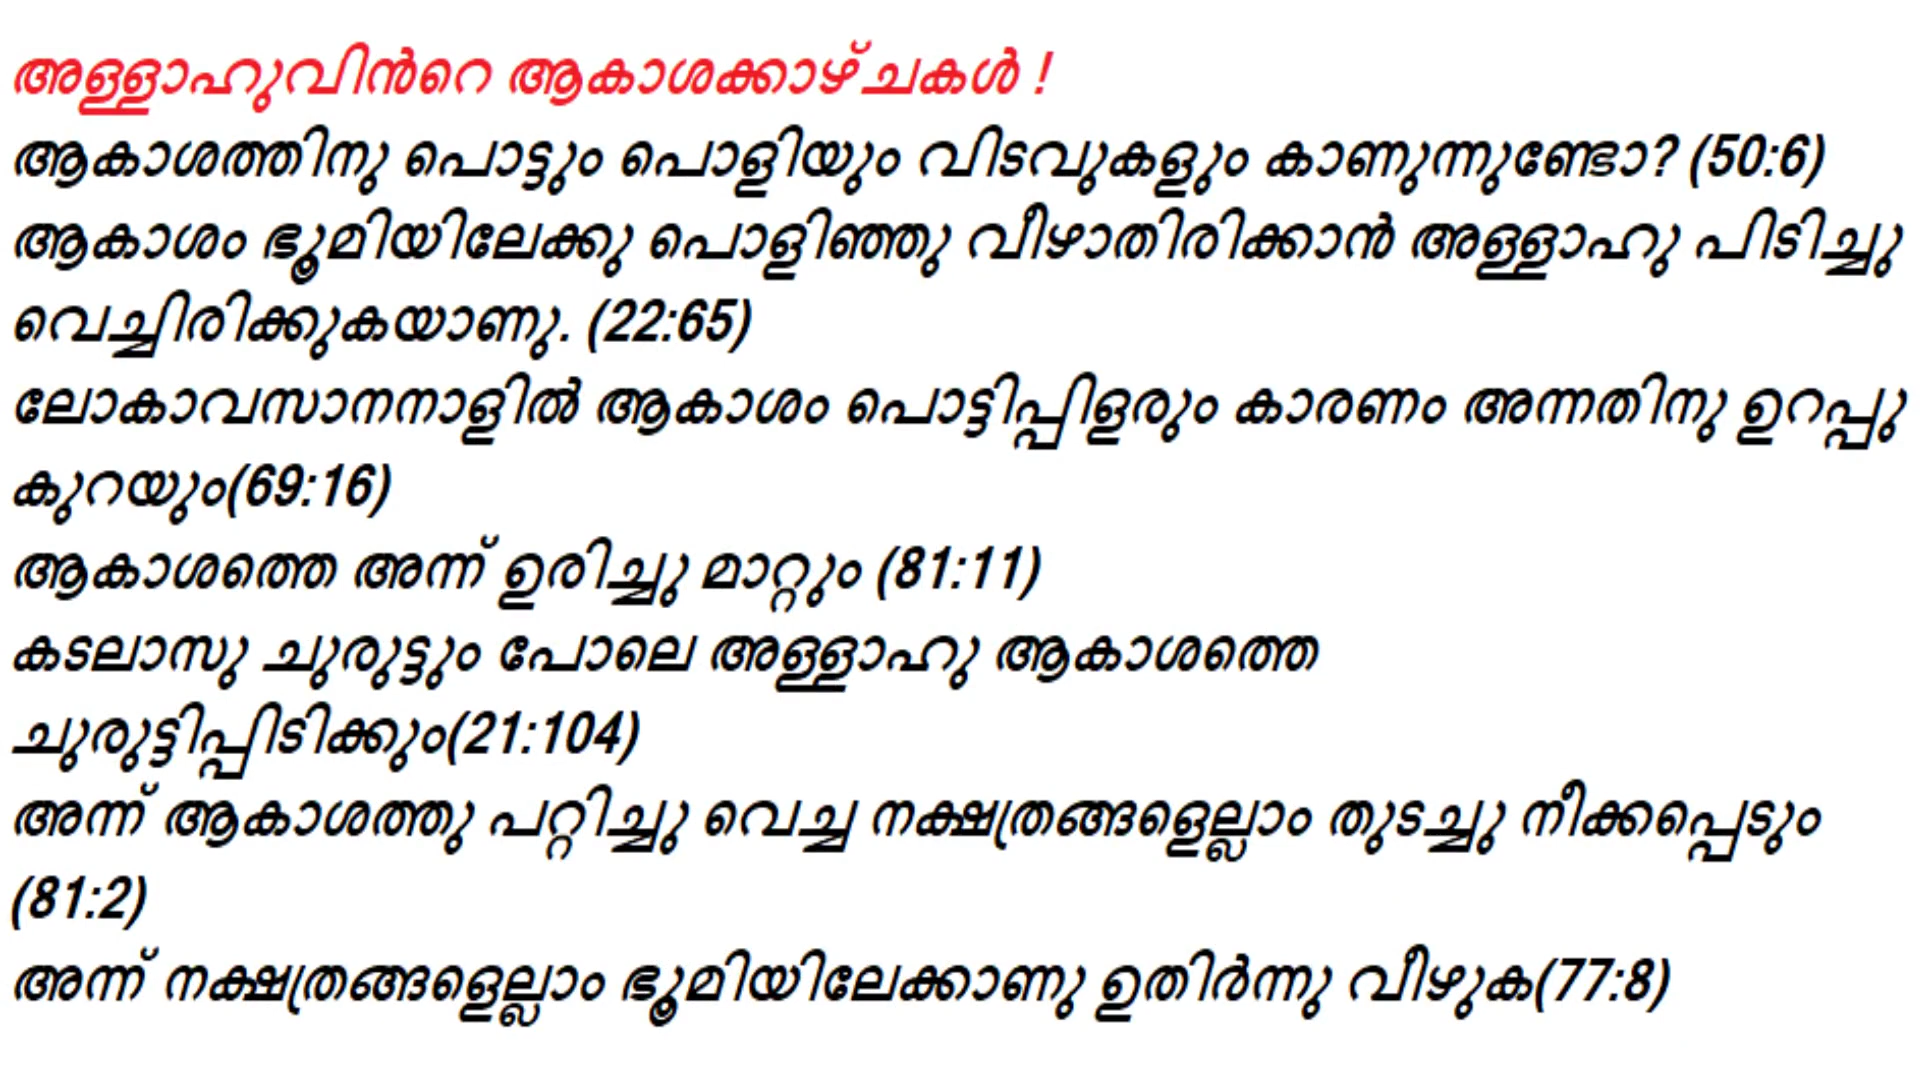 അള്ളാഹുവിൻറെ ആകാശക്കാഴ്ചകൾ !
ആകാശത്തിനു പൊട്ടും പൊളിയും വിടവുകളും കാണുന്നുണ്ടോ? (50:6)
ആകാശം ഭൂമിയിലേക്കു പൊളിഞ്ഞു വീഴാതിരിക്കാൻ അള്ളാഹു പിടിച്ചു
വെച്ചിരിക്കുകയാണു. (22:65)
ലോകാവസാനനാളിൽ ആകാശം പൊട്ടിപ്പിളരും കാരണം അന്നതിനു ഉറപ്പു
കുറയും(69:16)
ആകാശത്തെ അന്ന് ഉരിച്ചു മാറ്റും (81:11)
കടലാസു ചുരുട്ടും പോലെ അള്ളാഹു ആകാശത്തെ
ചുരുട്ടിപ്പിടിക്കും(21:104)
അന്ന് ആകാശത്തു പറ്റിച്ചു വെച്ച നക്ഷത്രങ്ങളെല്ലാം തുടച്ചു നീക്കപ്പെടും
(81:2)
അന്ന് നക്ഷത്രങ്ങളെല്ലാം ഭൂമിയിലേക്കാണു ഉതിർന്നു വീഴുക(77:8)